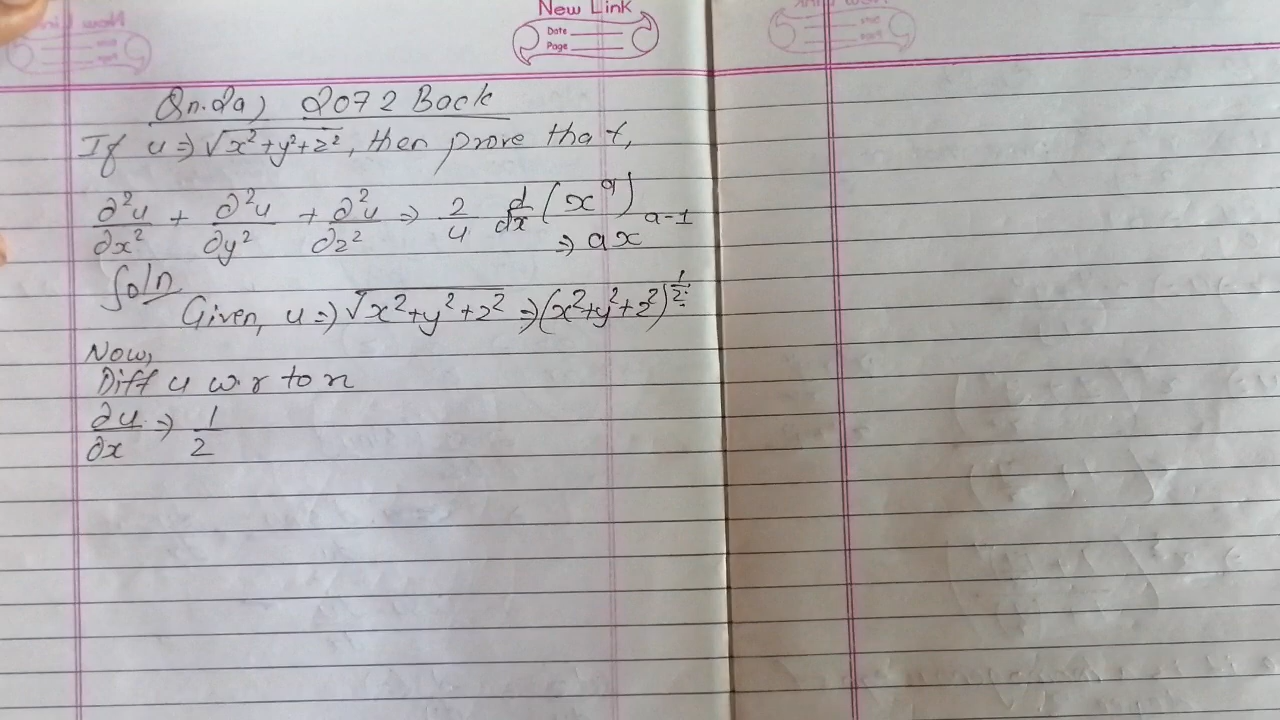 New Link
Date
Page
Qn.2a) 2072 Back
If u ⇒ √x²+y²+z², then prove that,
∂²u/∂x² + ∂²u/∂y² + ∂²u/∂z² ⇒ 2/u d/dx (xᵃ)
⇒ axᵃ⁻¹
Soln
Given, u ⇒ √x²+y²+z² ⇒ (x²+y²+z²)^1/2
Now,
Diff u w.r to x
∂u/∂x ⇒ 1/2